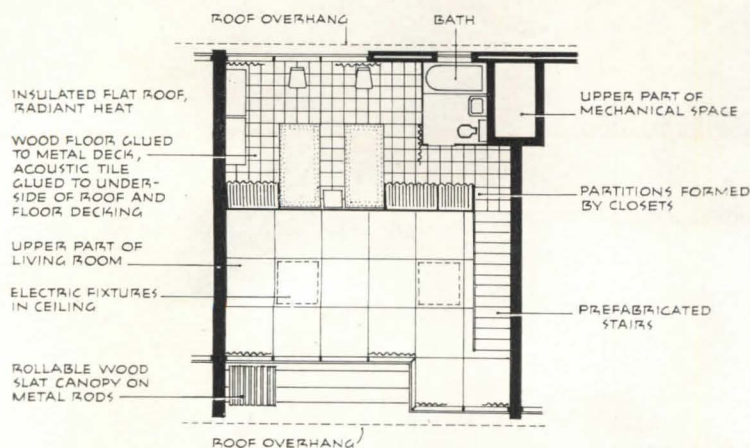 ROOF OVERHANG
BATH
INSULATED FLAT ROOF,
RADIANT HEAT
WOOD FLOOR GLUED
TO METAL DECK,
ACOUSTIC TILE
GLUED TO UNDER-
SIDE OF ROOF AND
FLOOR DECKING
UPPER PART OF
LIVING ROOM
ELECTRIC FIXTURES
IN CEILING
ROLLABLE WOOD
SLAT CANOPY ON
METAL RODS
UPPER PART OF
MECHANICAL SPACE
PARTITIONS FORMED
BY CLOSETS
PREFABRICATED
STAIRS
ROOF OVERHANG